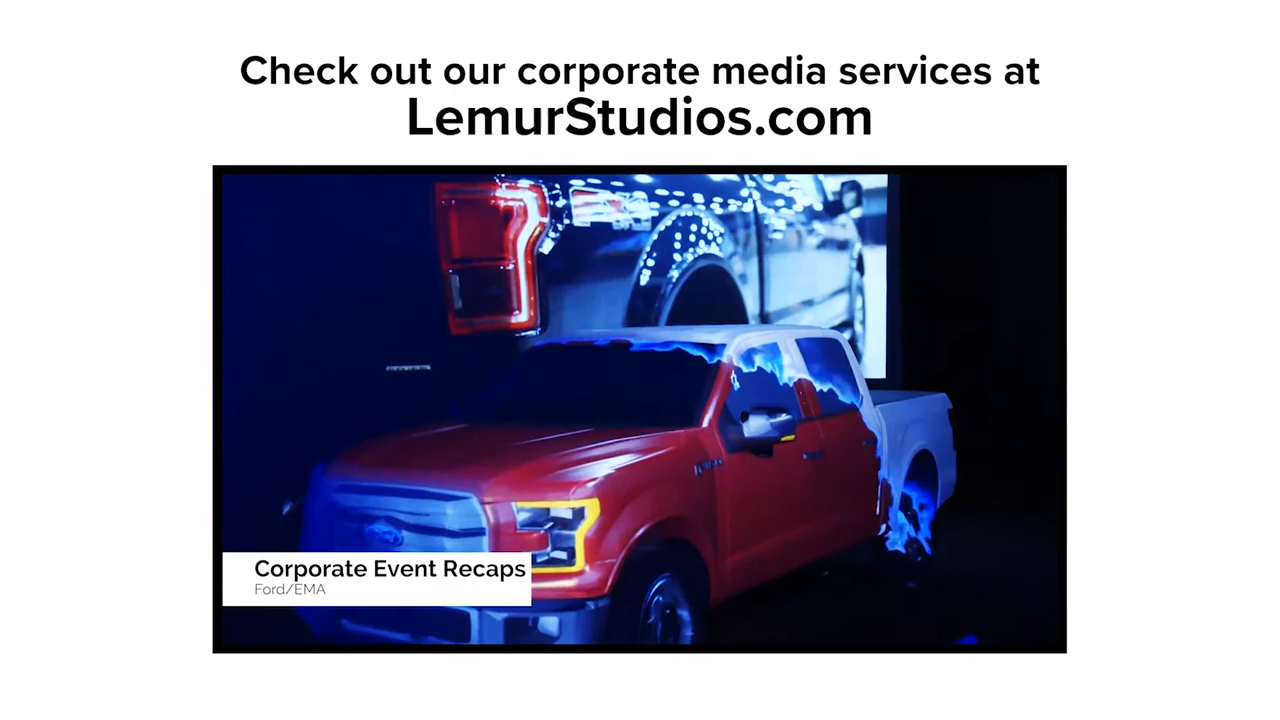 Check out our corporate media services at
LemurStudios.com
Corporate Event Recaps
Ford/EMA